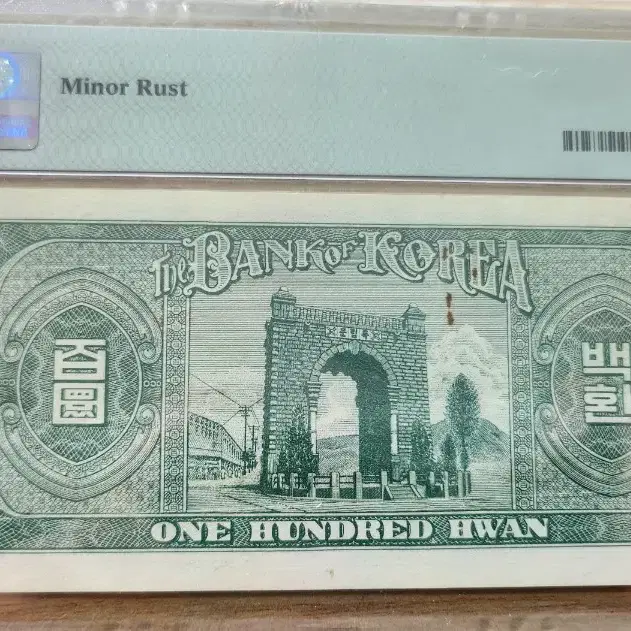 Minor Rust
The BANK OF KOREA
百圜
백환
ONE HUNDRED HWAN